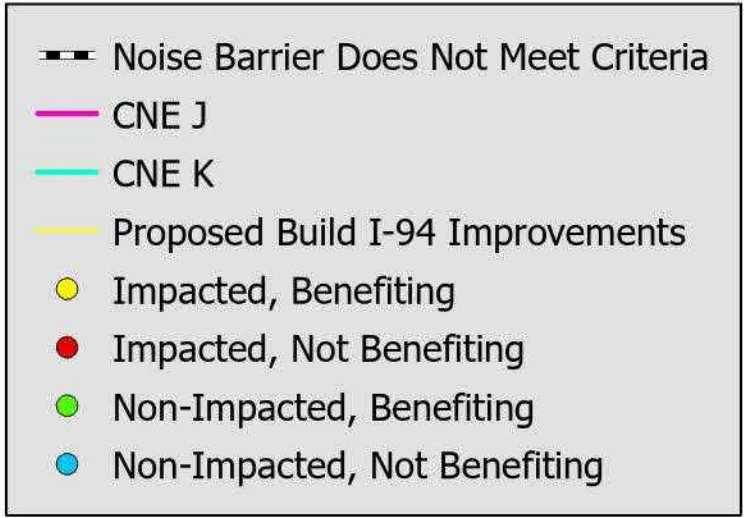 Noise Barrier Does Not Meet Criteria
CNE J
CNE K
Proposed Build I-94 Improvements
Impacted, Benefiting
Impacted, Not Benefiting
Non-Impacted, Benefiting
Non-Impacted, Not Benefiting